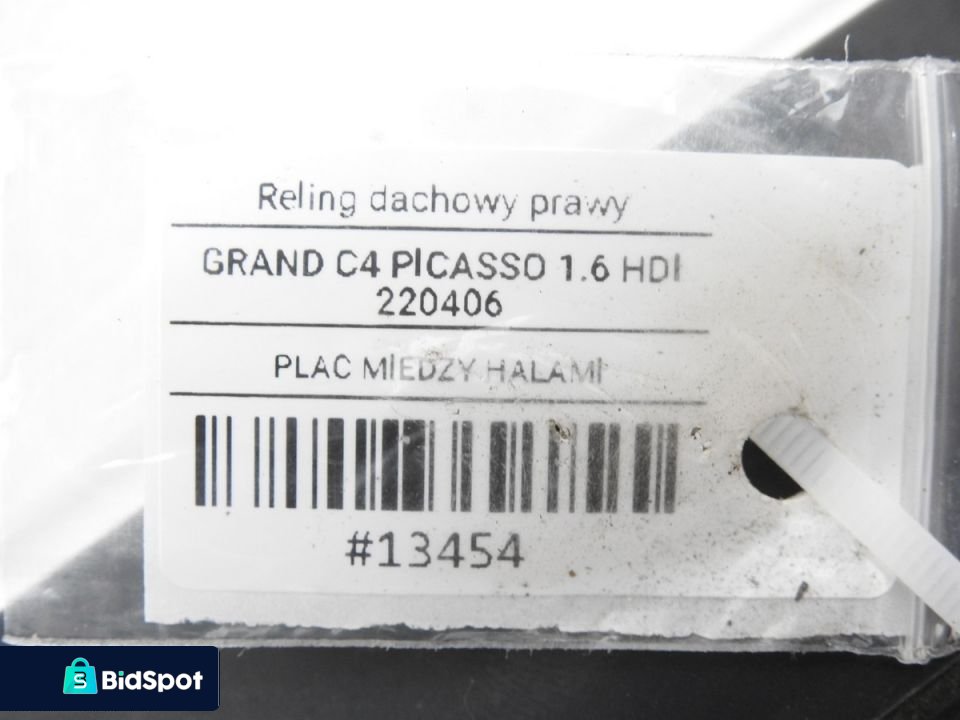 Reling dachowy prawy
GRAND C4 PICASSO 1.6 HDI
220406
PLAC MIEDZY HALAMI
#13454
BidSpot